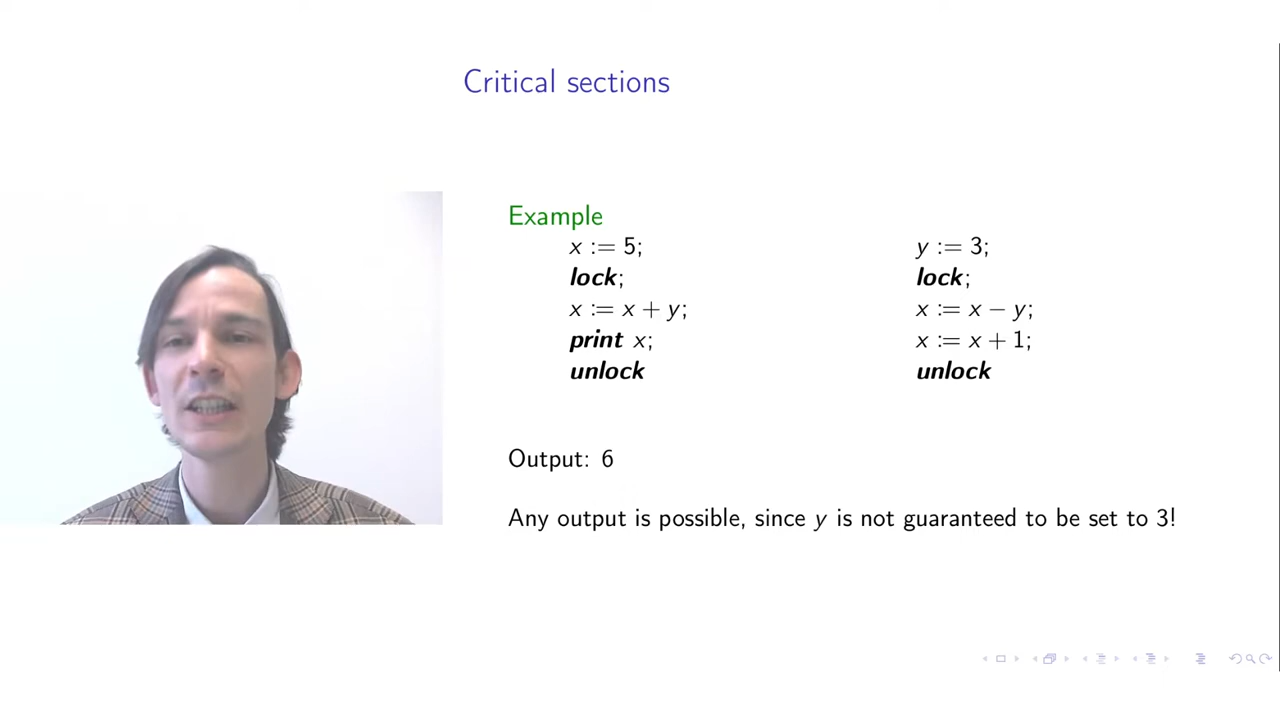 Critical sections
Example
x := 5;
lock;
x := x + y;
print x;
unlock
y := 3;
lock;
x := x − y;
x := x + 1;
unlock
Output: 6
Any output is possible, since y is not guaranteed to be set to 3!